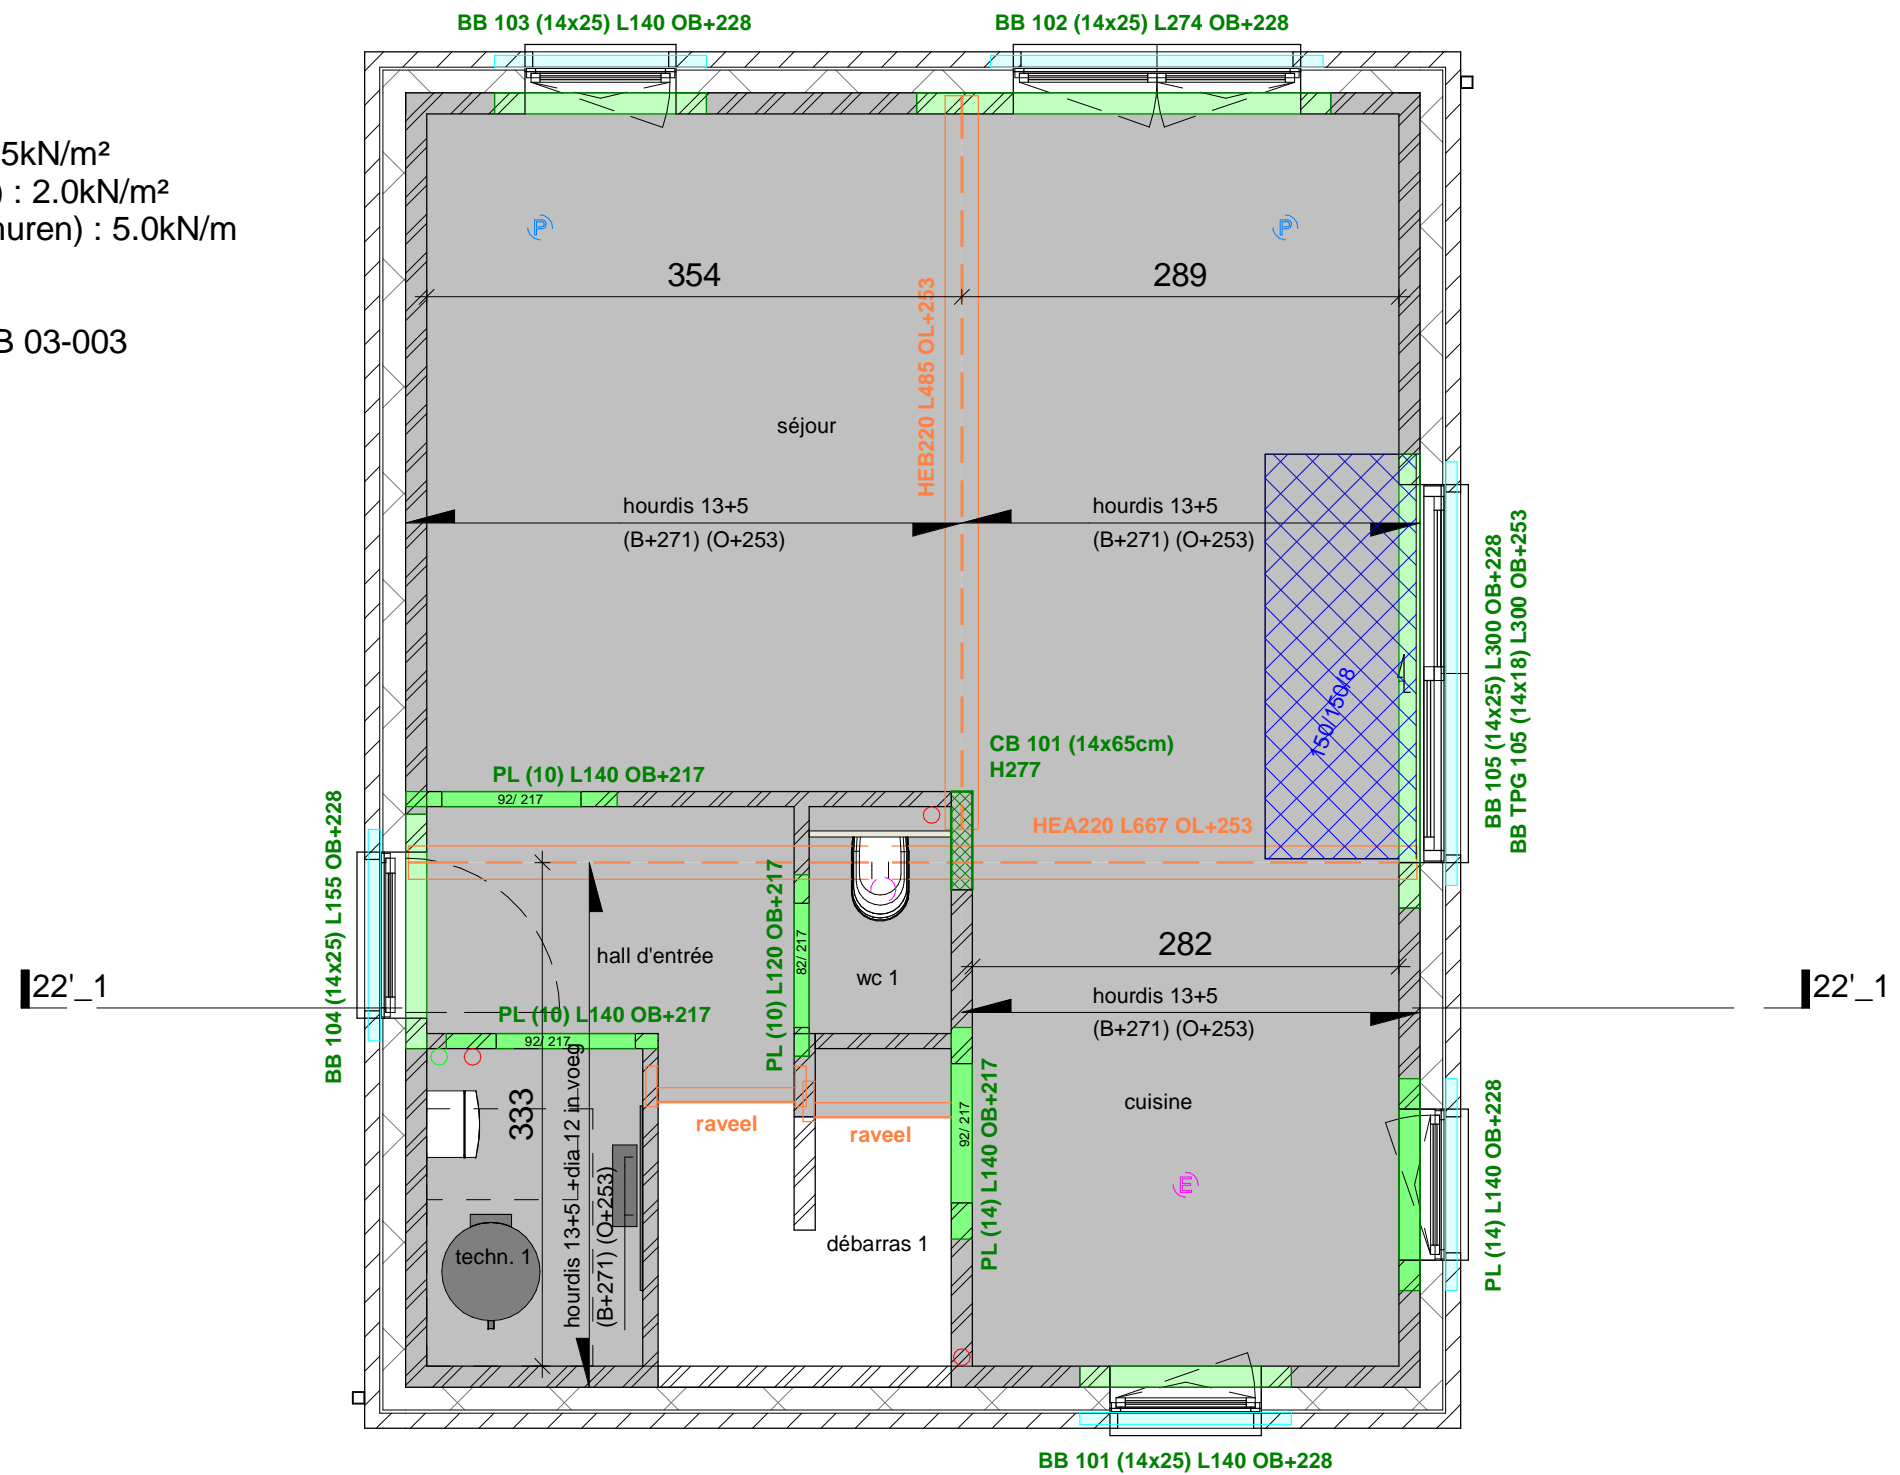 BB 103 (14x25) L140 OB+228
BB 102 (14x25) L274 OB+228
5kN/m²
) : 2.0kN/m²
muren) : 5.0kN/m
B 03-003
P
P
354
289
HEB220 L485 OL+253
séjour
hourdis 13+5
(B+271) (O+253)
hourdis 13+5
(B+271) (O+253)
150/150/8
BB 105 (14x25) L300 OB+228
BB TPG 105 (14x18) L300 OB+253
CB 101 (14x65cm)
H277
PL (10) L140 OB+217
92/ 217
HEA220 L667 OL+253
BB 104 (14x25) L155 OB+228
PL (10) L120 OB+217
82/ 217
hall d'entrée
wc 1
282
22'_1
22'_1
hourdis 13+5
(B+271) (O+253)
PL (10) L140 OB+217
92/ 217
333
hourdis 13+5 +dia 12 in voeg
(B+271) (O+253)
raveel
raveel
92/ 217
PL (14) L140 OB+217
cuisine
E
PL (14) L140 OB+228
techn. 1
débarras 1
BB 101 (14x25) L140 OB+228